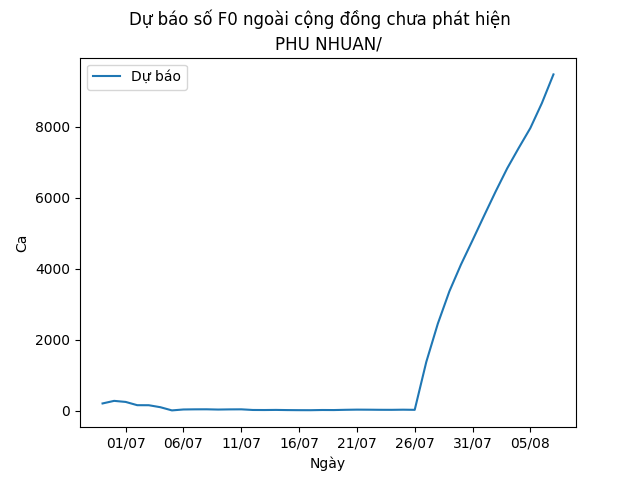 Dự báo số F0 ngoài cộng đồng chưa phát hiện
PHU NHUAN/
Dự báo
8000
6000
4000
2000
0
Ca
01/07 06/07 11/07 16/07 21/07 26/07 31/07 05/08
Ngày